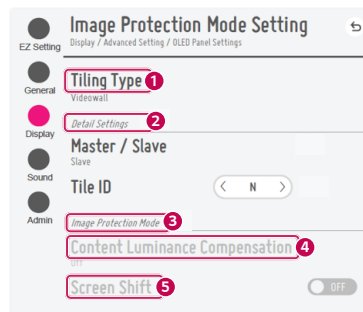 Image Protection Mode Setting
Display / Advanced Setting / OLED Panel Settings
EZ Setting
General
Display
Sound
Admin
Tiling Type 1
Videowall
Detail Settings 2
Master / Slave
Slave
Tile ID
< N >
Image Protection Mode 3
Content Luminance Compensation 4
Off
Screen Shift 5
OFF